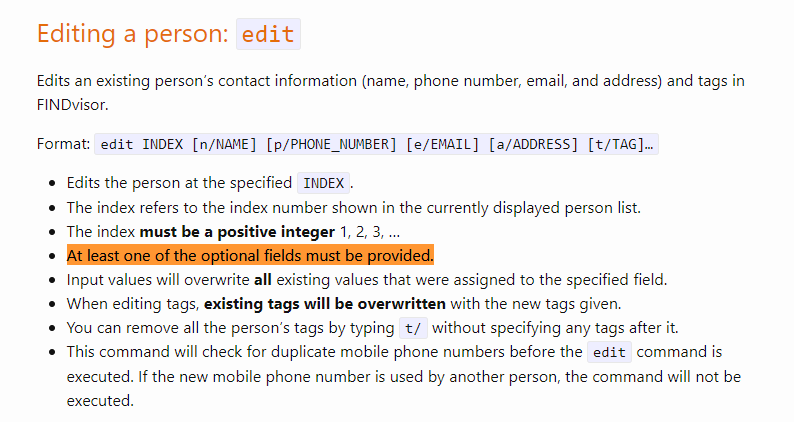 Editing a person: edit
Edits an existing person's contact information (name, phone number, email, and address) and tags in
FINDvisor.
Format: edit INDEX [n/NAME] [p/PHONE_NUMBER] [e/EMAIL] [a/ADDRESS] [t/TAG]…
• Edits the person at the specified INDEX.
• The index refers to the index number shown in the currently displayed person list.
• The index must be a positive integer 1, 2, 3, …
• At least one of the optional fields must be provided.
• Input values will overwrite all existing values that were assigned to the specified field.
• When editing tags, existing tags will be overwritten with the new tags given.
• You can remove all the person's tags by typing t/ without specifying any tags after it.
• This command will check for duplicate mobile phone numbers before the edit command is
executed. If the new mobile phone number is used by another person, the command will not be
executed.